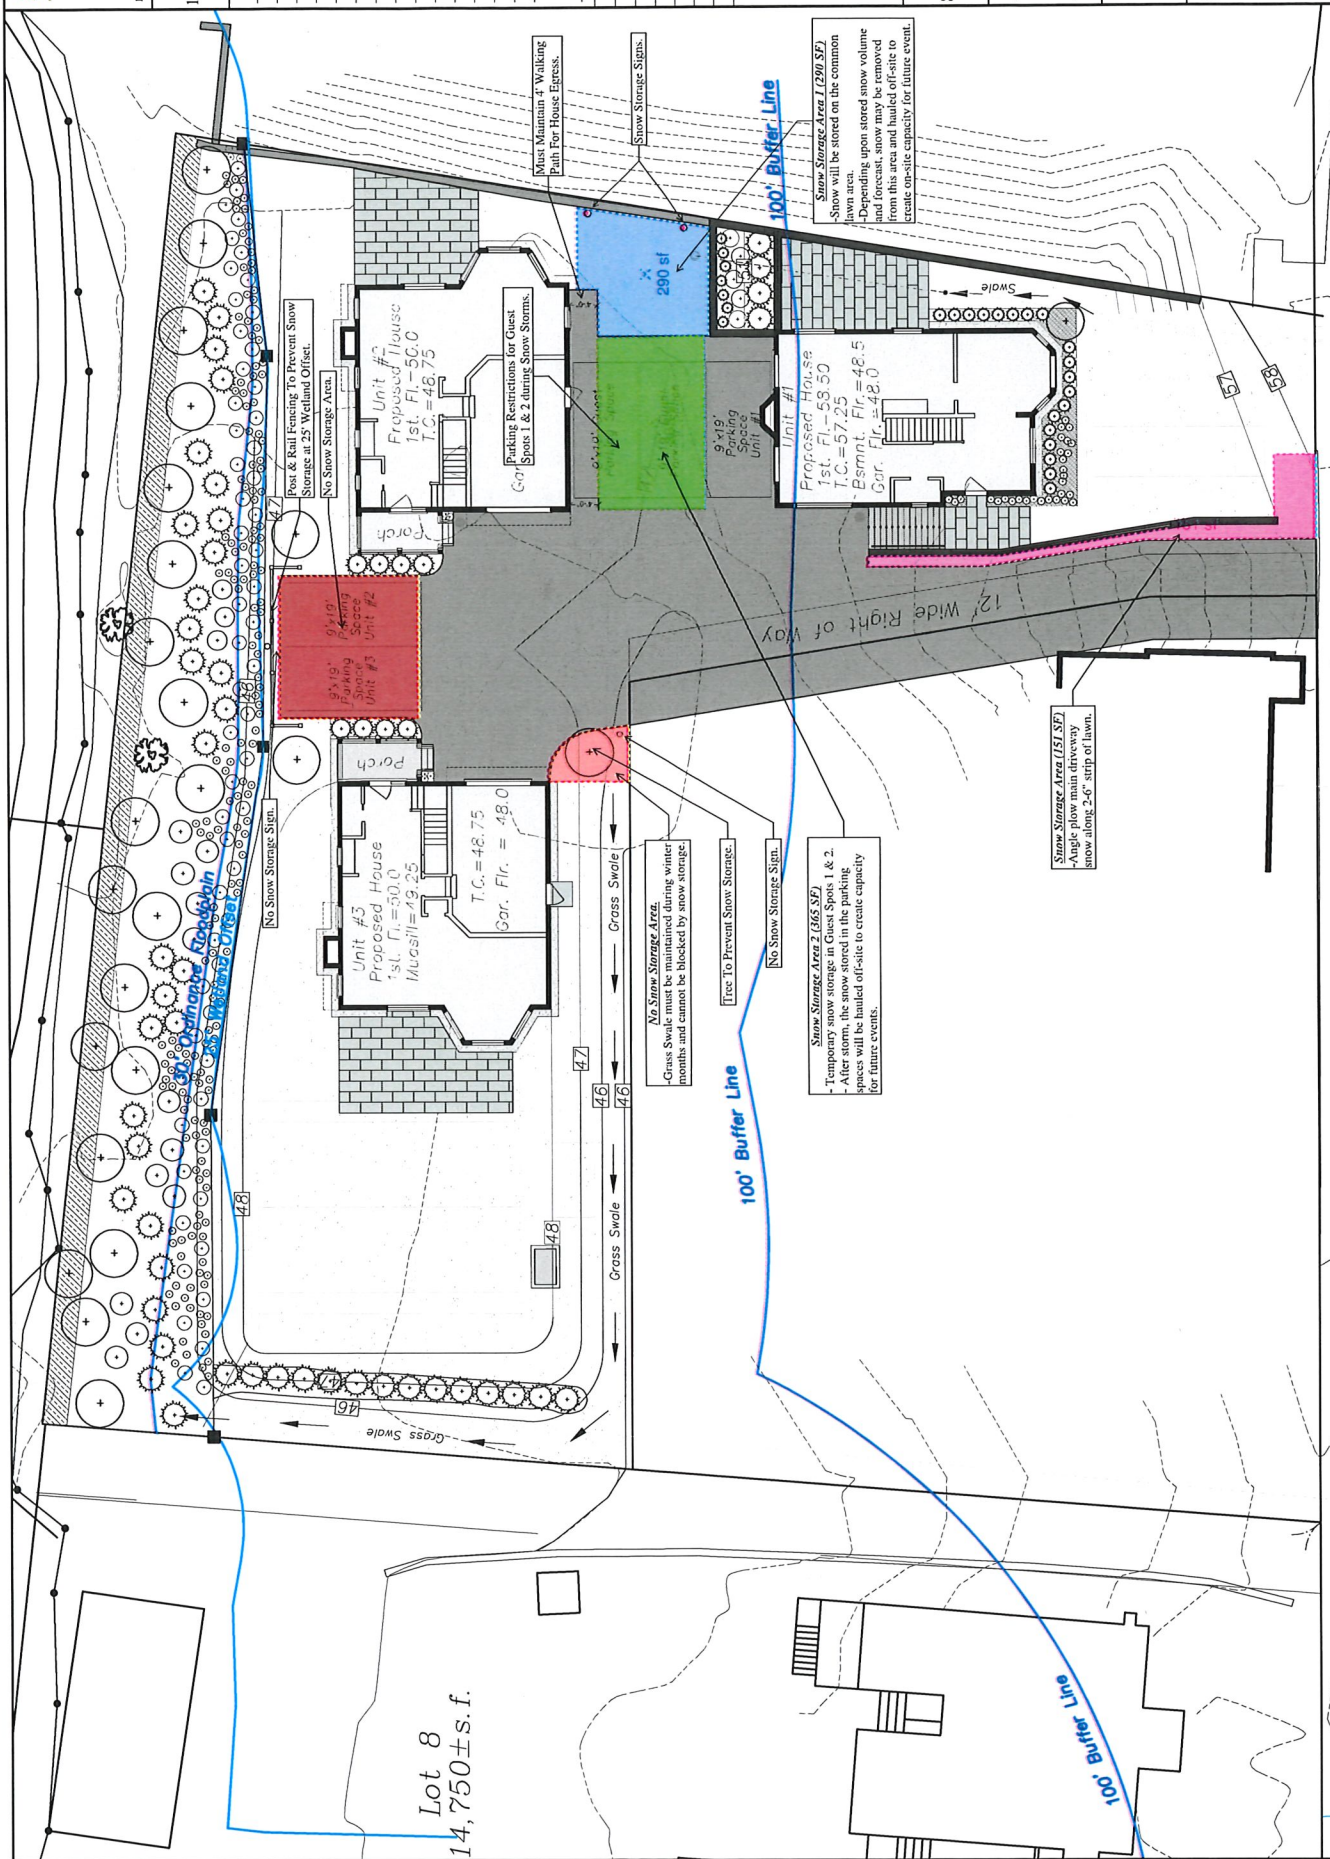 Must Maintain 4' Walking
Path For House Egress.
Snow Storage Signs.
Snow Storage Area 1 (290 SF)
-Snow will be stored on the common
lawn area.
-Depending upon stored snow volume
and forecast, snow may be removed
from this area and hauled off-site to
create on-site capacity for future event.
100' Buffer Line
290 sf
Swale
57
58
Post & Rail Fencing To Prevent Snow
Storage at 25' Wetland Offset.
No Snow Storage Area.
Unit #2
Proposed House
1st. Fl.=50.0
T.C.=48.75
Gar
Parking Restrictions for Guest
Spots 1 & 2 during Snow Storms.
Porch
9'x19'
Parking
Space
Unit #1
Unit #1
Proposed House
1st. Fl.=58.50
T.C.=57.25
Bsmnt. Flr.=48.5
Gar. Flr.=48.0
47
9'x19'
Parking
Space
Unit #2
9'x19'
Parking
Space
Unit #3
12' Wide Right of Way
Snow Storage Area (151 SF)
-Angle plow main driveway
snow along 2-6" strip of lawn.
No Snow Storage Sign.
Porch
Unit #3
Proposed House
1st. Fl.=50.0
Mudsill=49.25
T.C.=48.75
Gar. Flr. = 48.0
Grass Swale
No Snow Storage Area.
-Grass Swale must be maintained during winter
months and cannot be blocked by snow storage.
Tree To Prevent Snow Storage.
No Snow Storage Sign.
Snow Storage Area 2 (365 SF)
- Temporary snow storage in Guest Spots 1 & 2.
- After storm, the snow stored in the parking
spaces will be hauled off-site to create capacity
for future events.
30' Ordinance Floodplain
25' Wetland Offset
47
46
46
100' Buffer Line
48
48
Grass Swale
46
Grass Swale
Lot 8
14,750±s.f.
100' Buffer Line